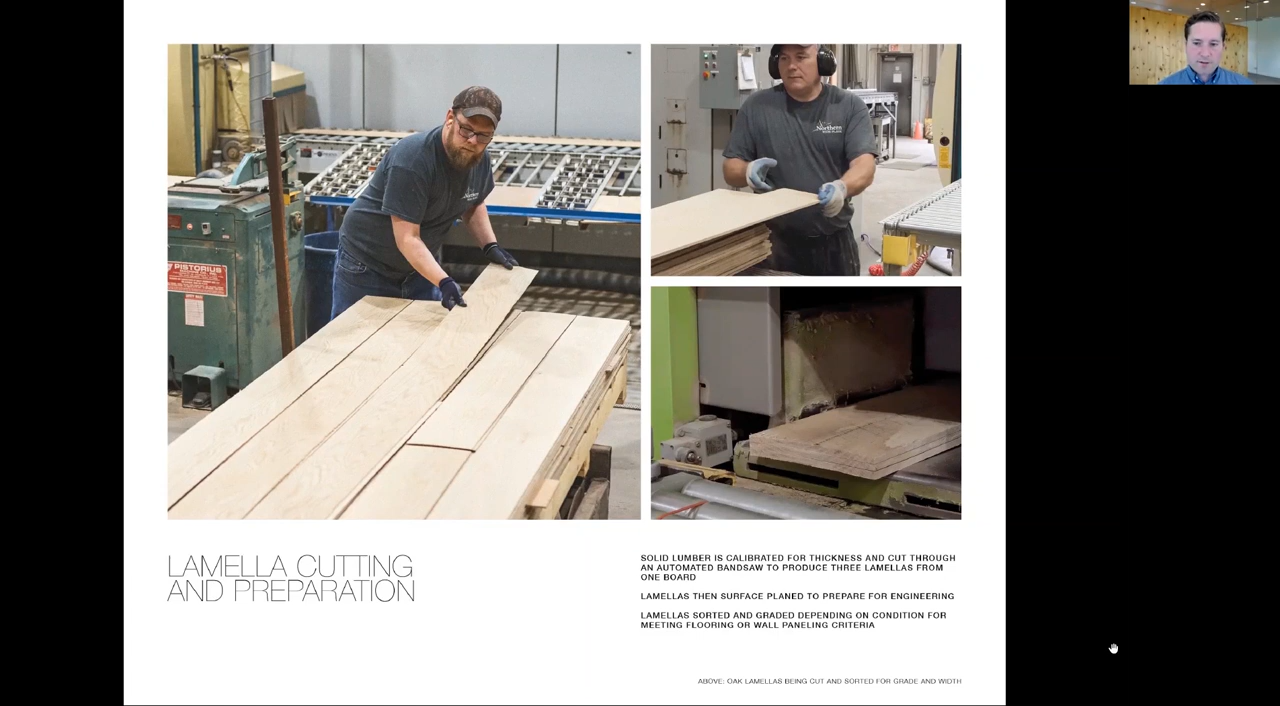 PISTORIUS
Northern
Northern
LAMELLA CUTTING
AND PREPARATION
SOLID LUMBER IS CALIBRATED FOR THICKNESS AND CUT THROUGH
AN AUTOMATED BANDSAW TO PRODUCE THREE LAMELLAS FROM
ONE BOARD
LAMELLAS THEN SURFACE PLANED TO PREPARE FOR ENGINEERING
LAMELLAS SORTED AND GRADED DEPENDING ON CONDITION FOR
MEETING FLOORING OR WALL PANELING CRITERIA
ABOVE: OAK LAMELLAS BEING CUT AND SORTED FOR GRADE AND WIDTH